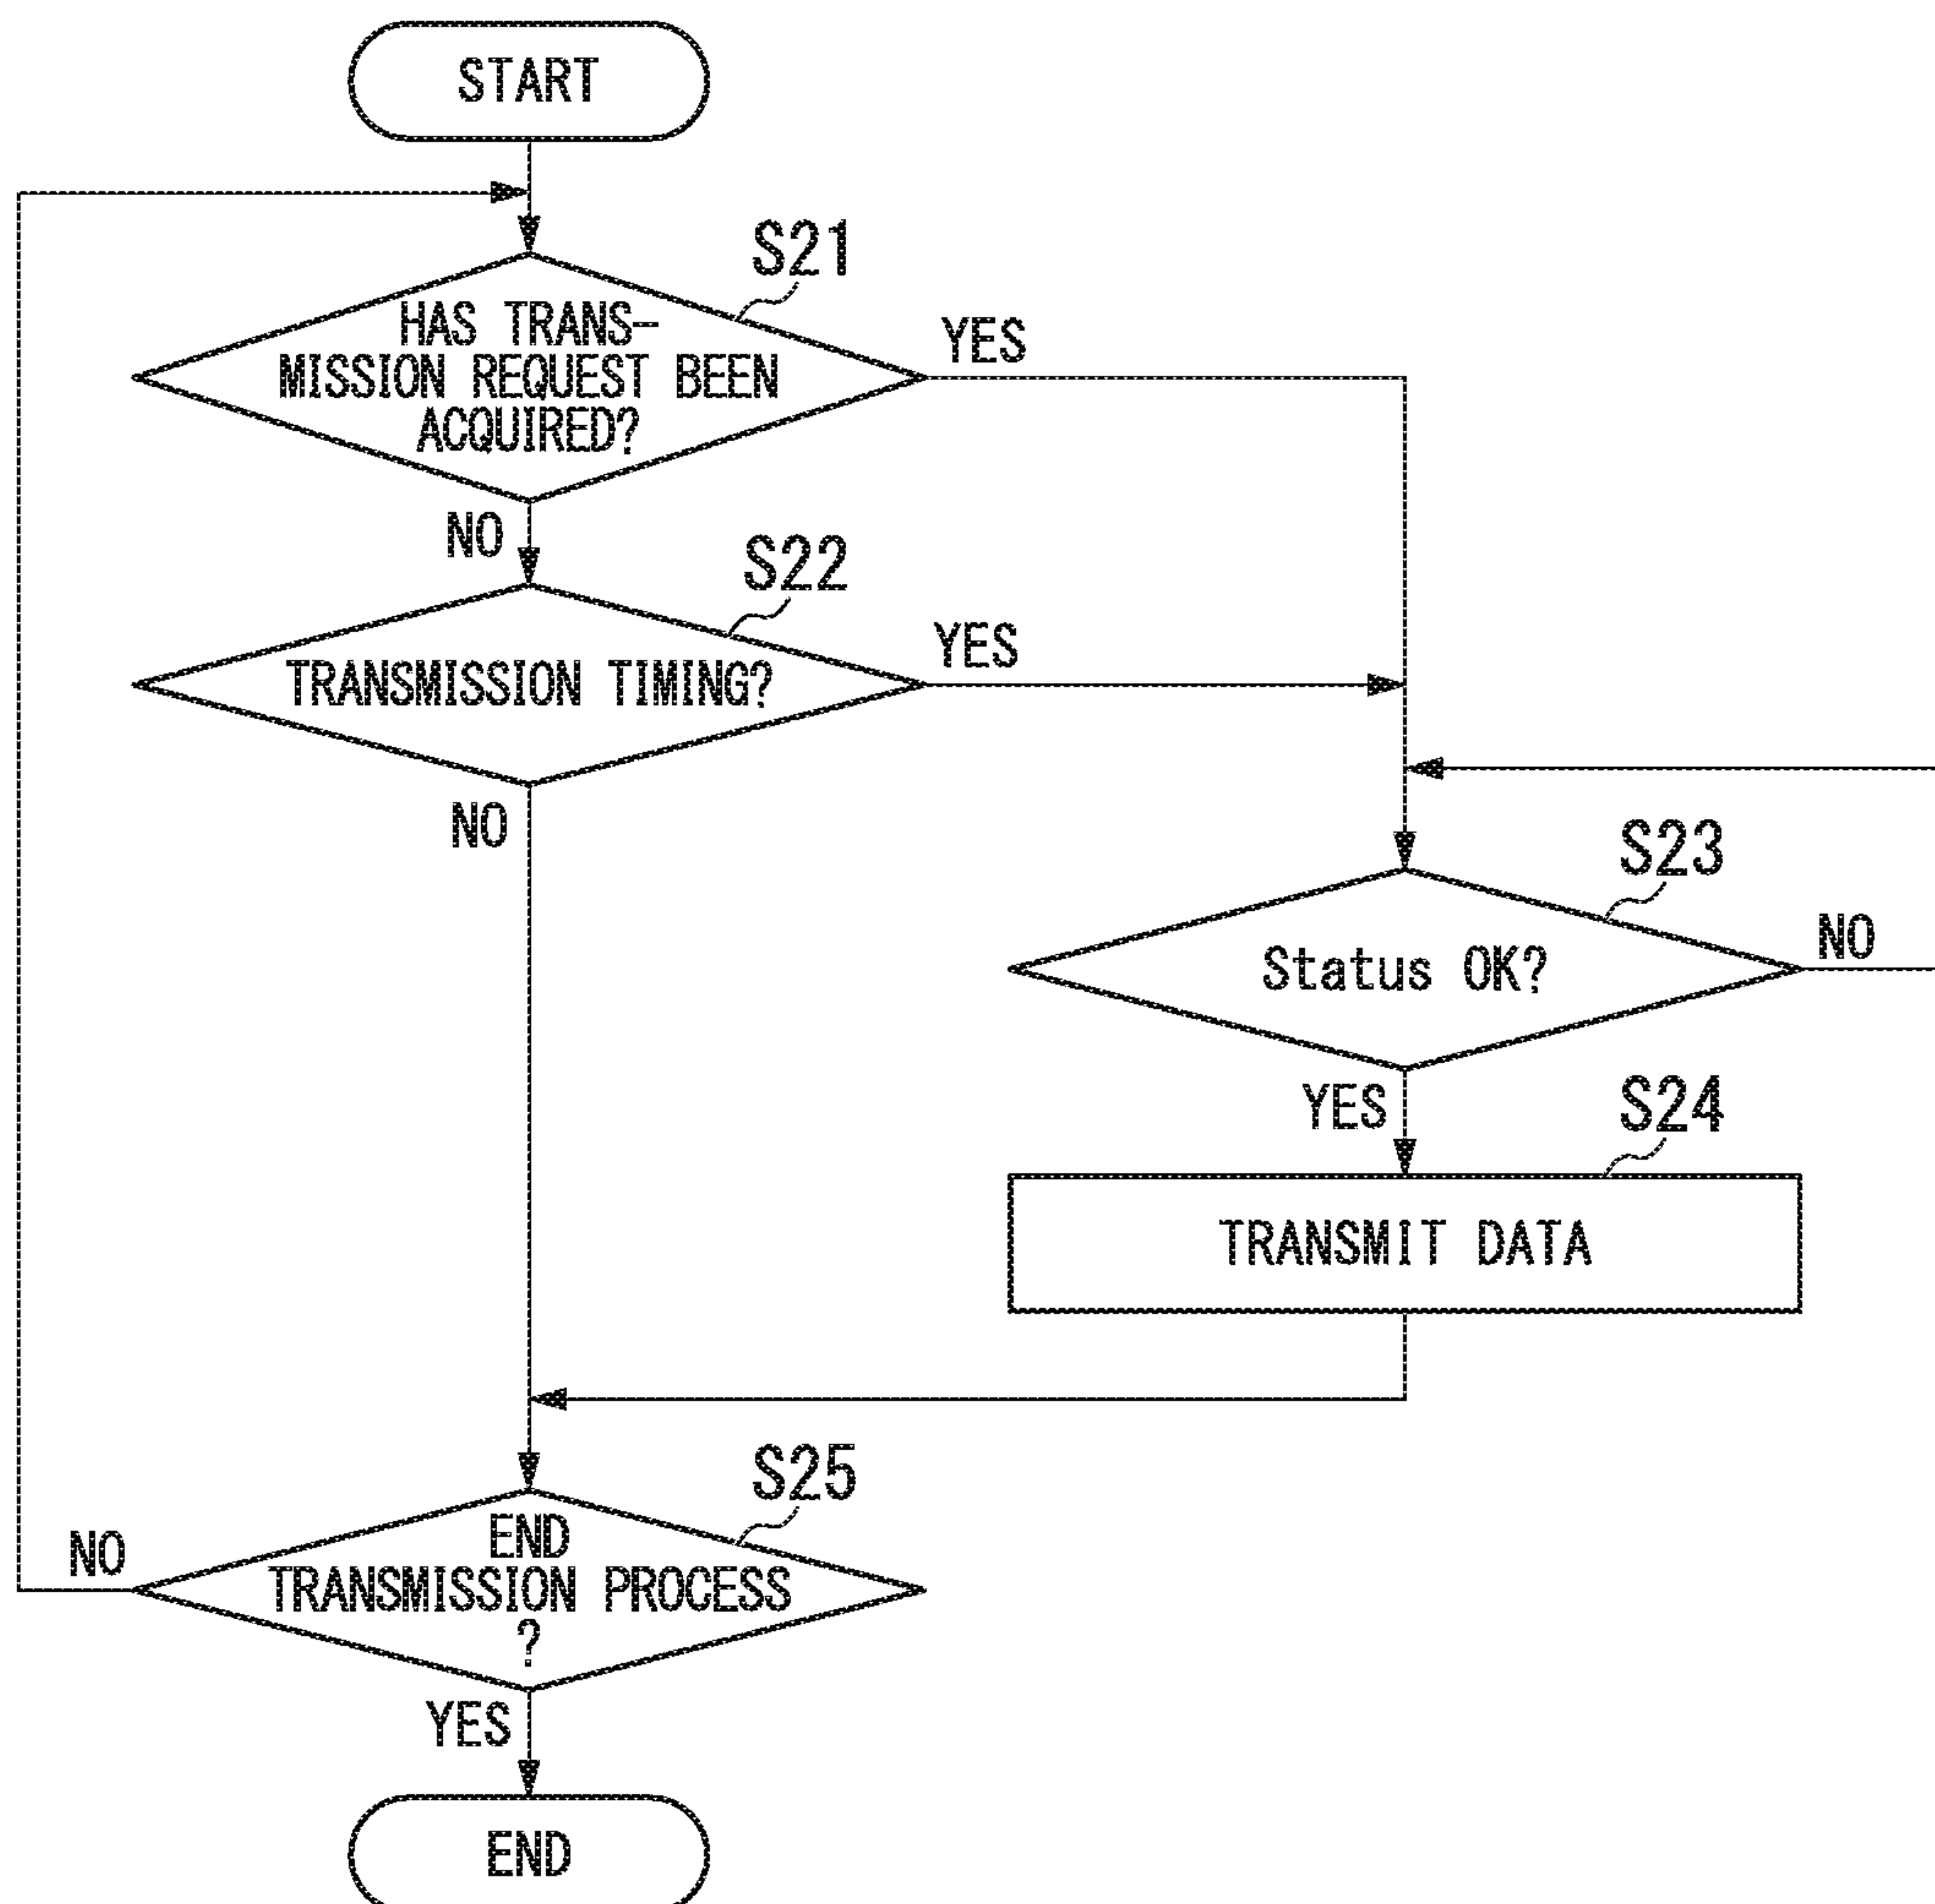 START
S21
HAS TRANS-
MISSION REQUEST BEEN
ACQUIRED?
YES
NO
S22
TRANSMISSION TIMING?
YES
NO
S23
Status OK?
NO
YES
S24
TRANSMIT DATA
S25
END
TRANSMISSION PROCESS
?
NO
YES
END